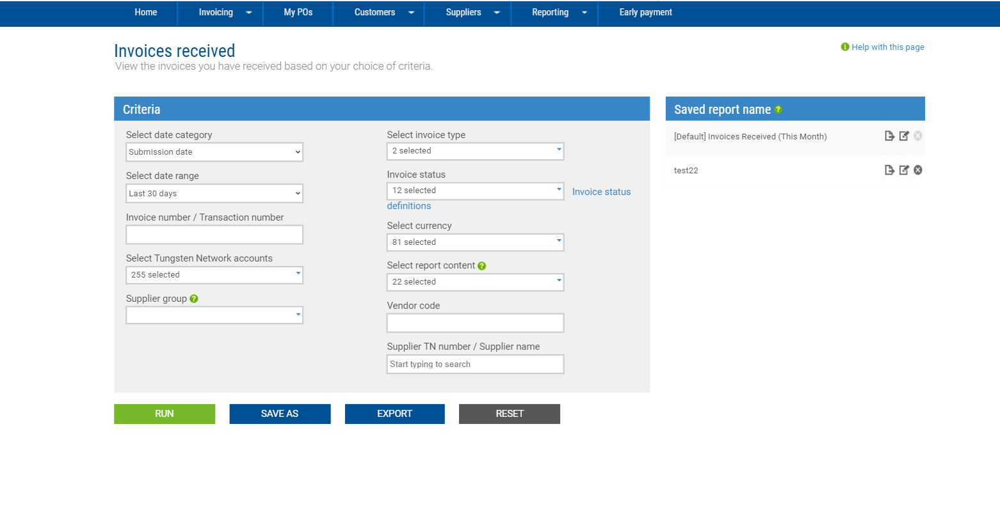 Home Invoicing My POs Customers Suppliers Reporting Early payment
Invoices received
Help with this page
View the invoices you have received based on your choice of criteria.
Criteria
Select date category
Submission date
Select date range
Last 30 days
Invoice number / Transaction number
Select Tungsten Network accounts
255 selected
Supplier group
Select invoice type
2 selected
Invoice status
12 selected
Invoice status
definitions
Select currency
81 selected
Select report content
22 selected
Vendor code
Supplier TN number / Supplier name
Start typing to search
Saved report name
[Default] Invoices Received (This Month)
test22
RUN SAVE AS EXPORT RESET